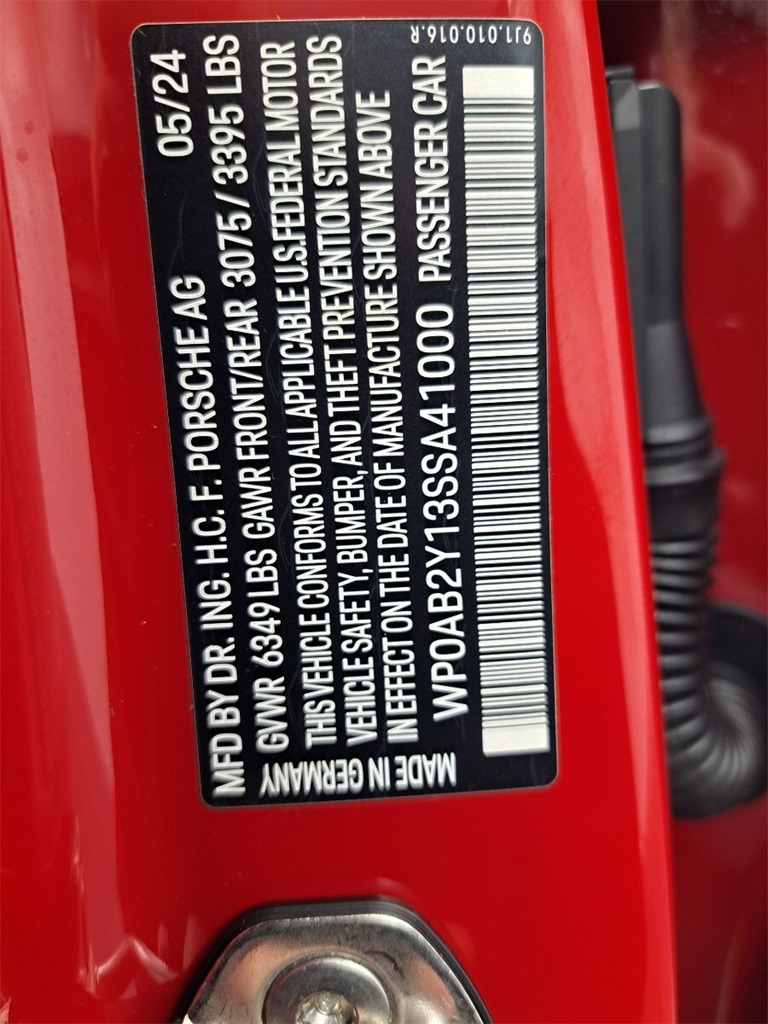 MFD BY DR. ING. H.C. F. PORSCHE AG 05/24
GVWR 6349 LBS GAWR FRONT/REAR 3075 / 3395 LBS
THIS VEHICLE CONFORMS TO ALL APPLICABLE U.S. FEDERAL MOTOR
VEHICLE SAFETY, BUMPER, AND THEFT PREVENTION STANDARDS
IN EFFECT ON THE DATE OF MANUFACTURE SHOWN ABOVE
WP0AB2Y13SSA41000 PASSENGER CAR
MADE IN GERMANY
9J1.010.016.R